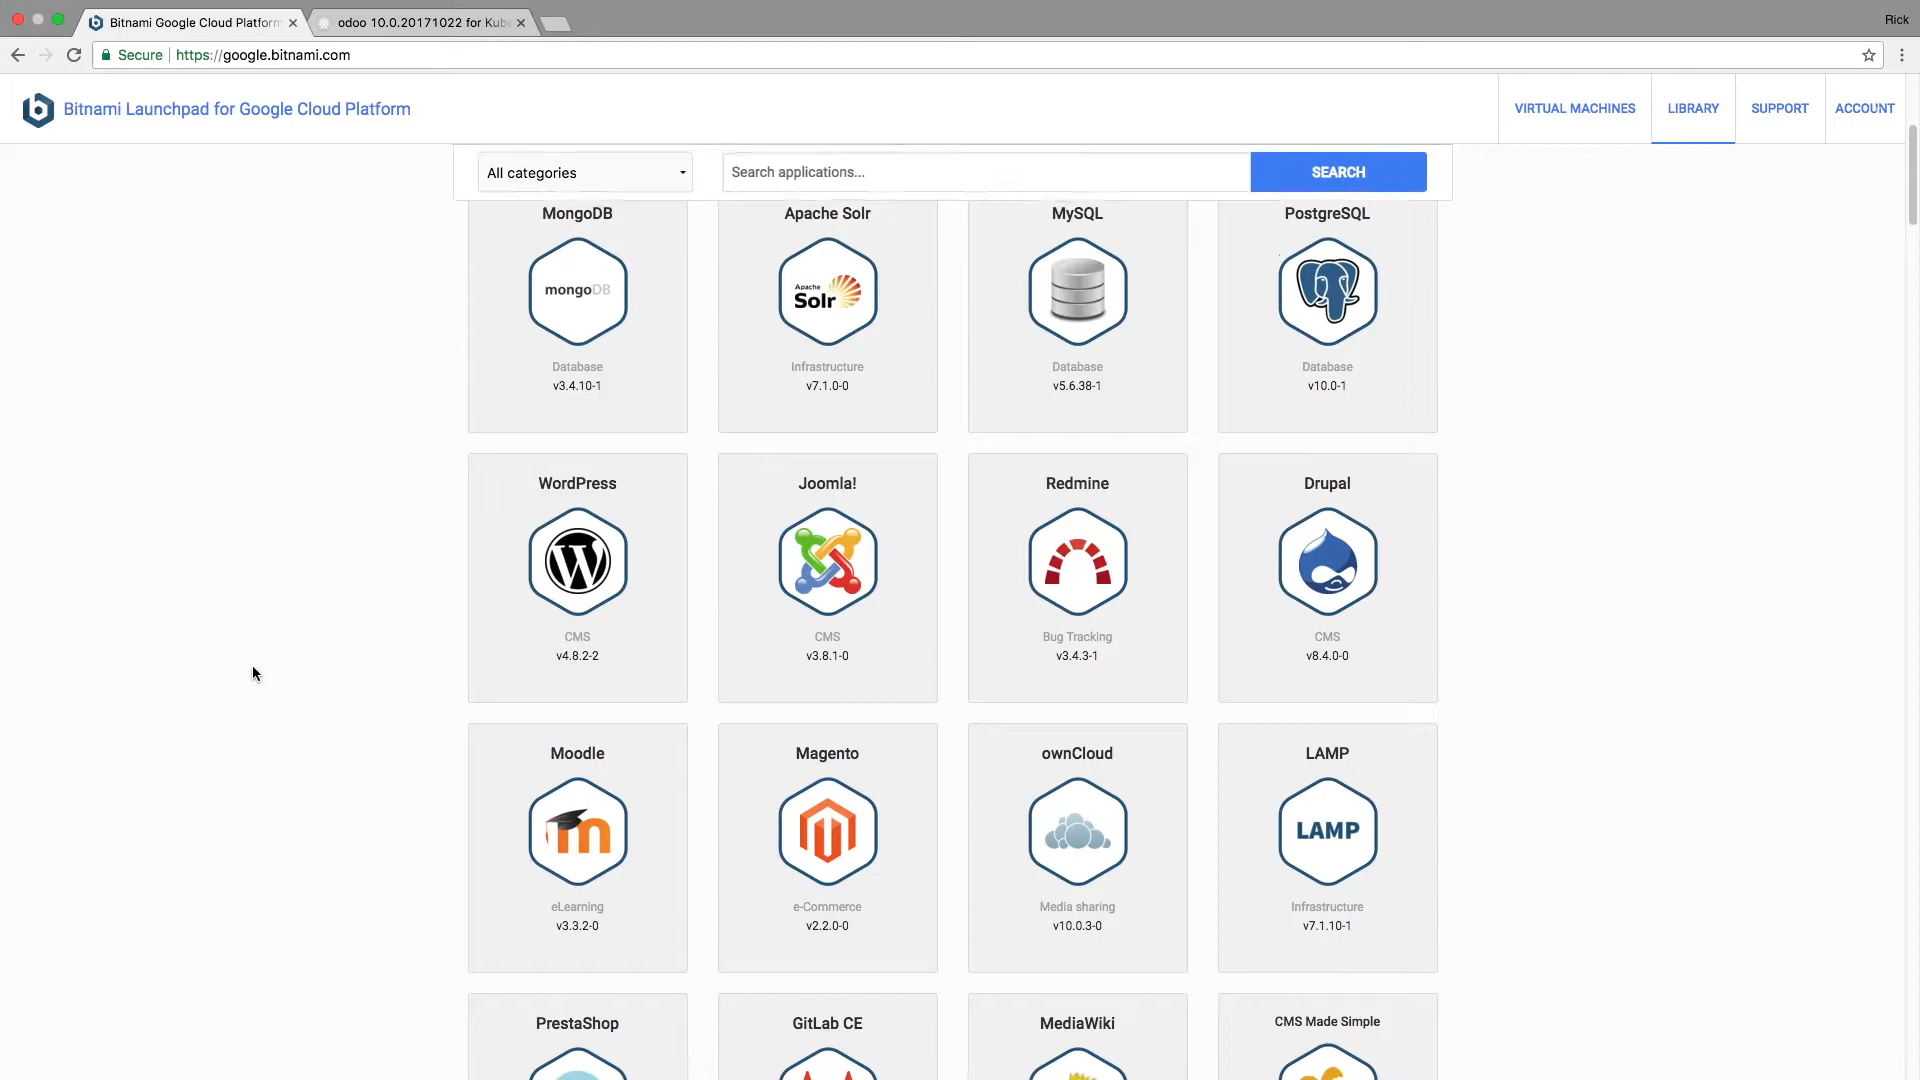 Bitnami Google Cloud Platform
odoo 10.0.20171022 for Kube
Rick
Secure
https://google.bitnami.com
Bitnami Launchpad for Google Cloud Platform
VIRTUAL MACHINES
LIBRARY
SUPPORT
ACCOUNT
All categories
Search applications...
SEARCH
MongoDB
Apache Solr
MySQL
PostgreSQL
mongoDB
Apache
Solr
Database
Infrastructure
Database
Database
v3.4.10-1
v7.1.0-0
v5.6.38-1
v10.0-1
WordPress
Joomla!
Redmine
Drupal
CMS
CMS
Bug Tracking
CMS
v4.8.2-2
v3.8.1-0
v3.4.3-1
v8.4.0-0
Moodle
Magento
ownCloud
LAMP
LAMP
eLearning
e-Commerce
Media sharing
Infrastructure
v3.3.2-0
v2.2.0-0
v10.0.3-0
v7.1.10-1
PrestaShop
GitLab CE
MediaWiki
CMS Made Simple